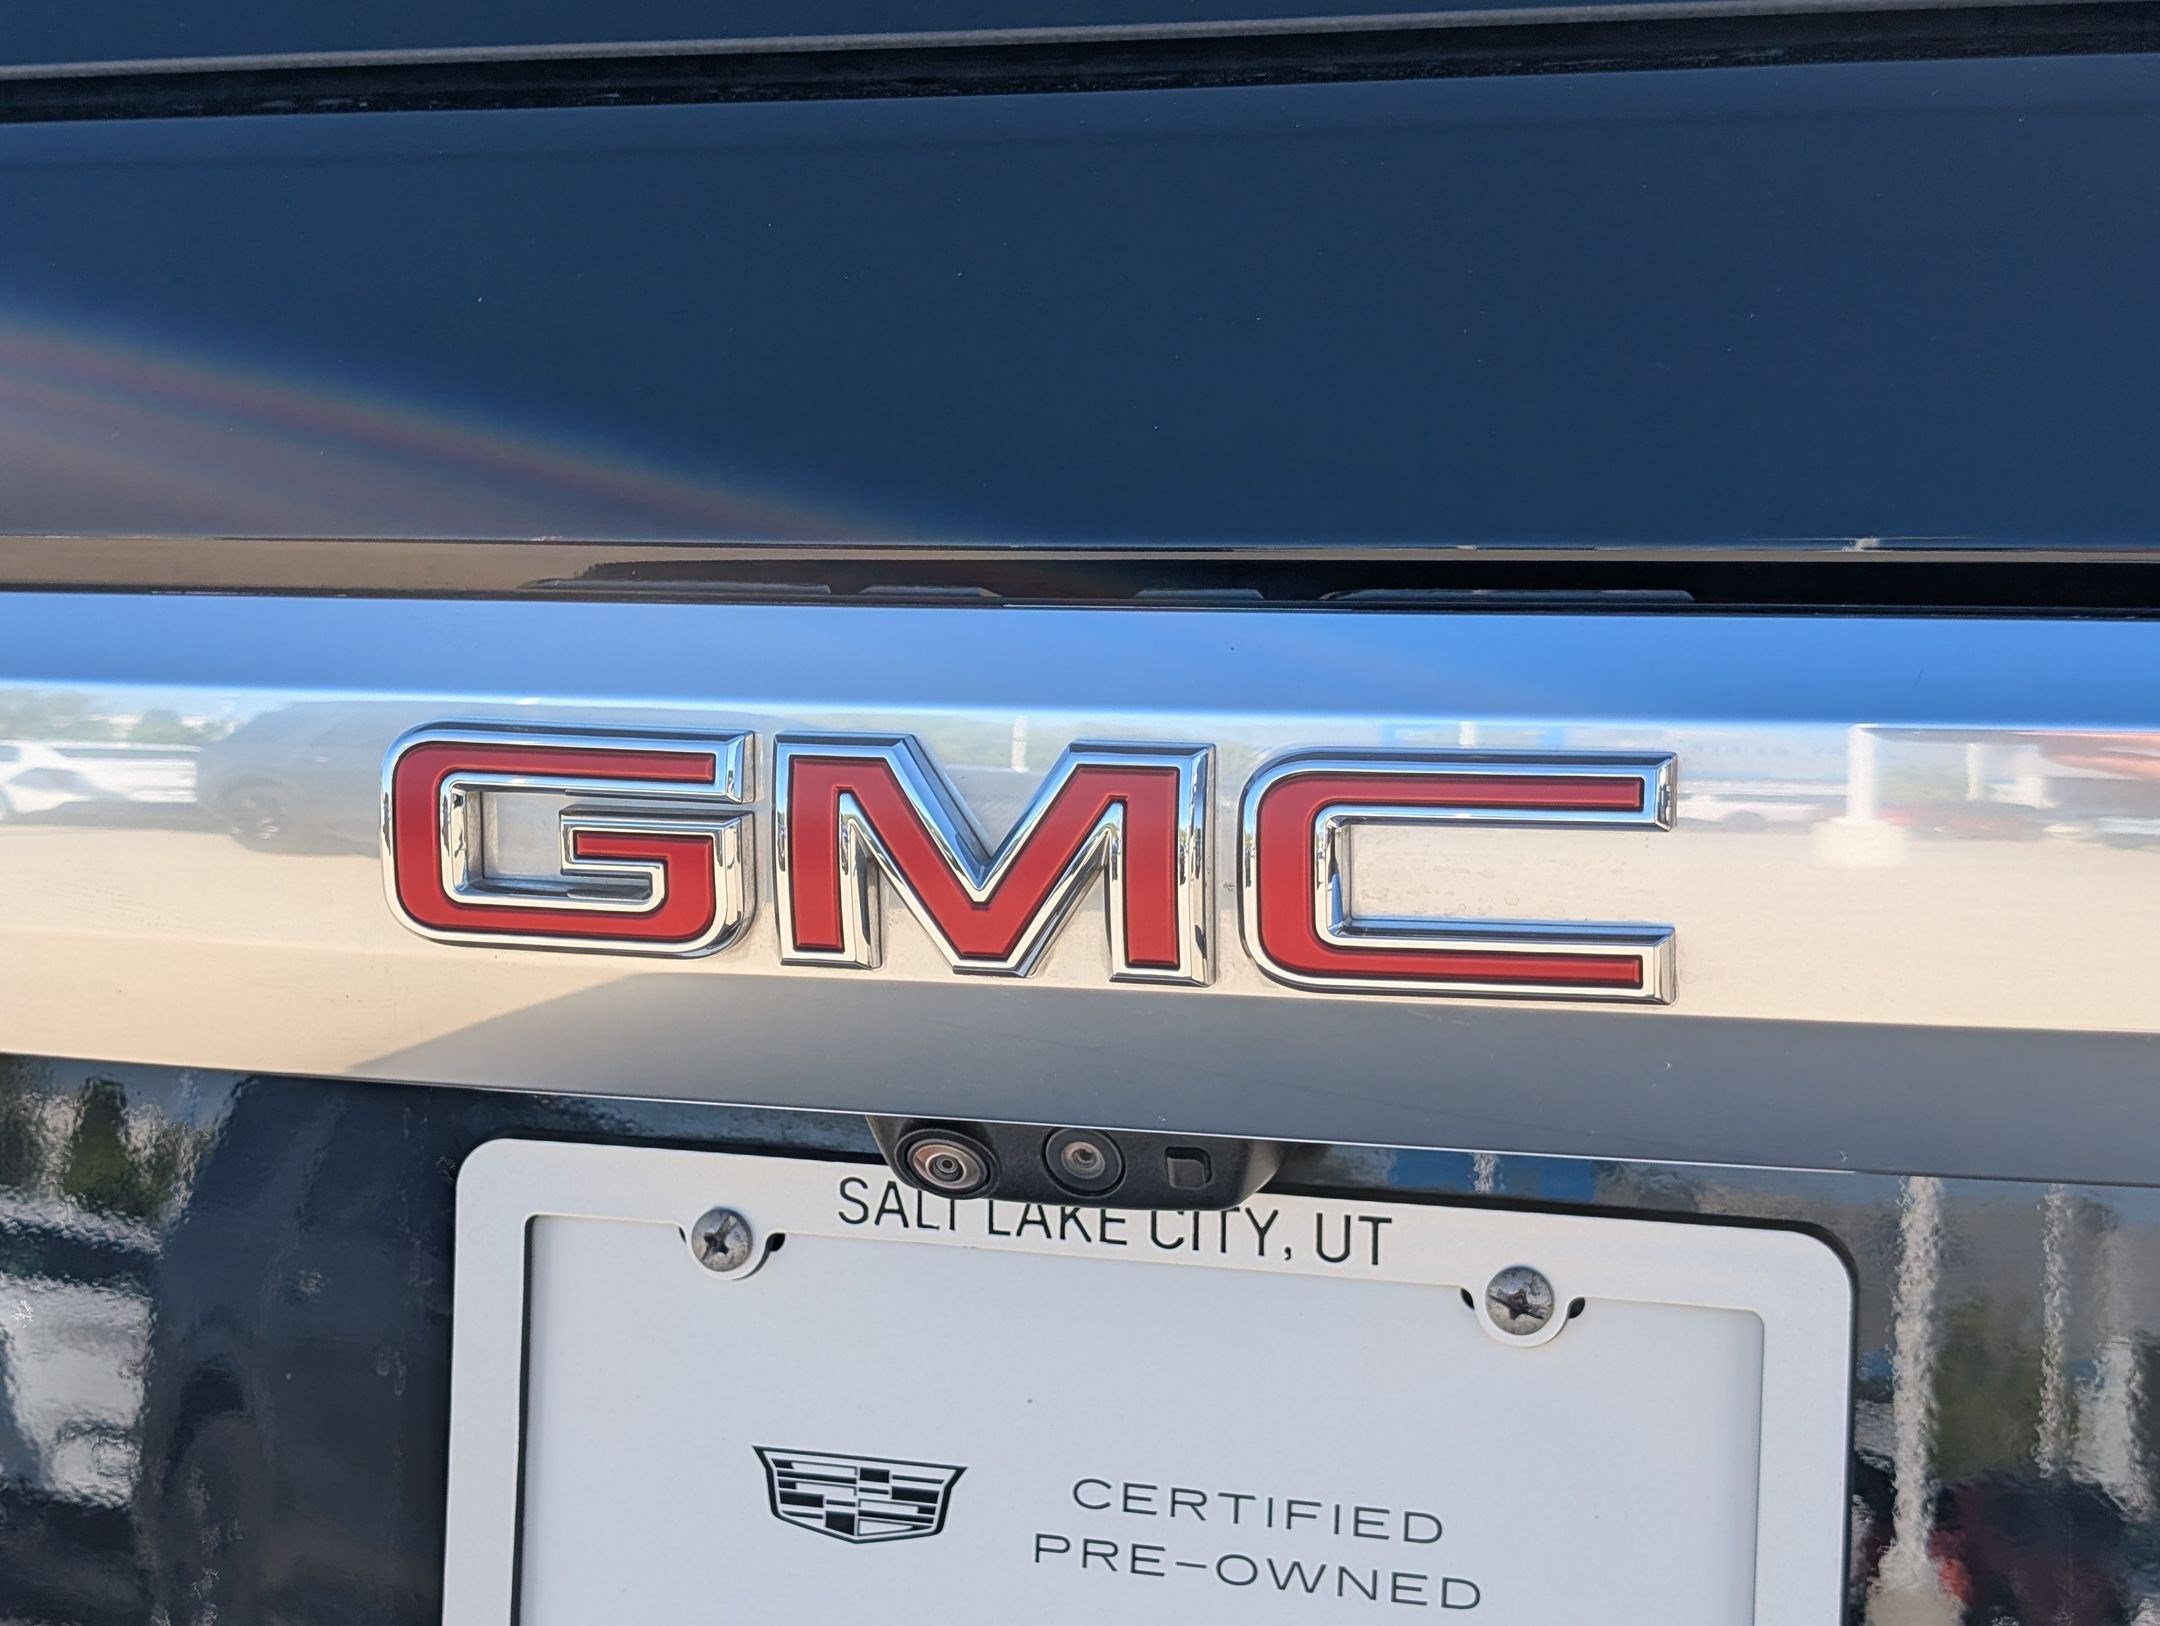 GMC
SALT LAKE CITY, UT
CERTIFIED
PRE-OWNED